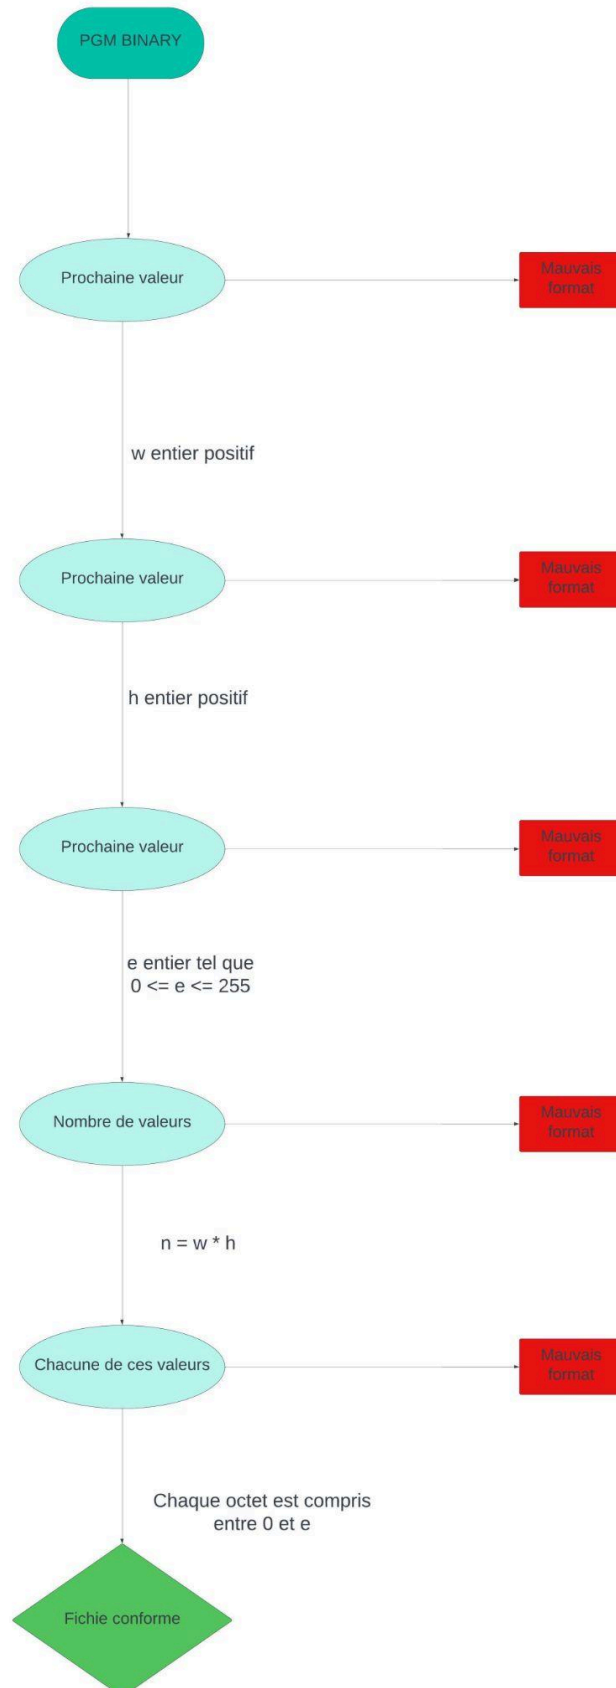 PGM BINARY
Prochaine valeur
Mauvais
format
w entier positif
Prochaine valeur
Mauvais
format
h entier positif
Prochaine valeur
Mauvais
format
e entier tel que
0 <= e <= 255
Nombre de valeurs
Mauvais
format
n = w * h
Chacune de ces valeurs
Mauvais
format
Chaque octet est compris
entre 0 et e
Fichie conforme